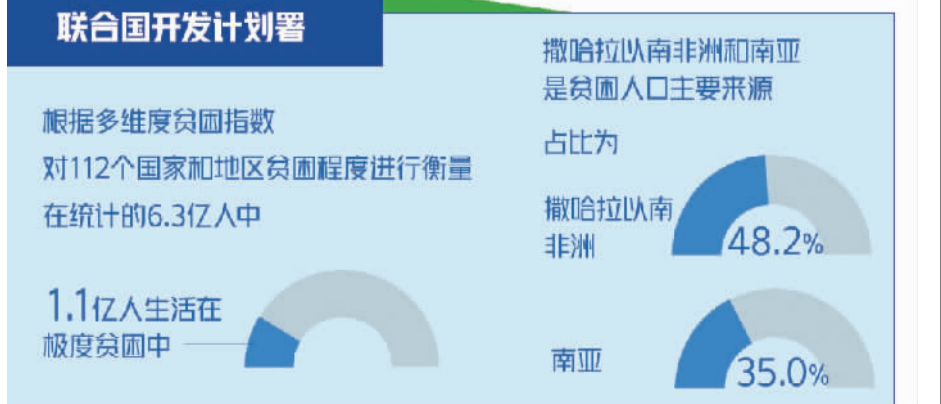 联合国开发计划署
根据多维度贫困指数
对112个国家和地区贫困程度进行衡量
在统计的6.3亿人中
1.1亿人生活在
极度贫困中
撒哈拉以南非洲和南亚
是贫困人口主要来源
占比为
撒哈拉以南
非洲
48.2%
南亚
35.0%